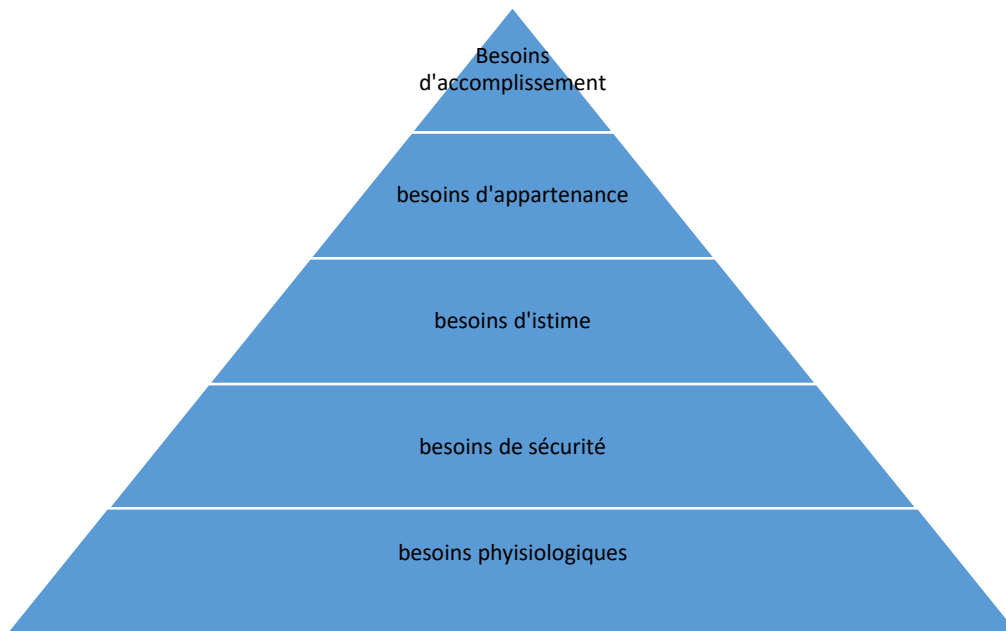 Besoins
d'accomplissement
besoins d'appartenance
besoins d'istime
besoins de sécurité
besoins phyisiologiques